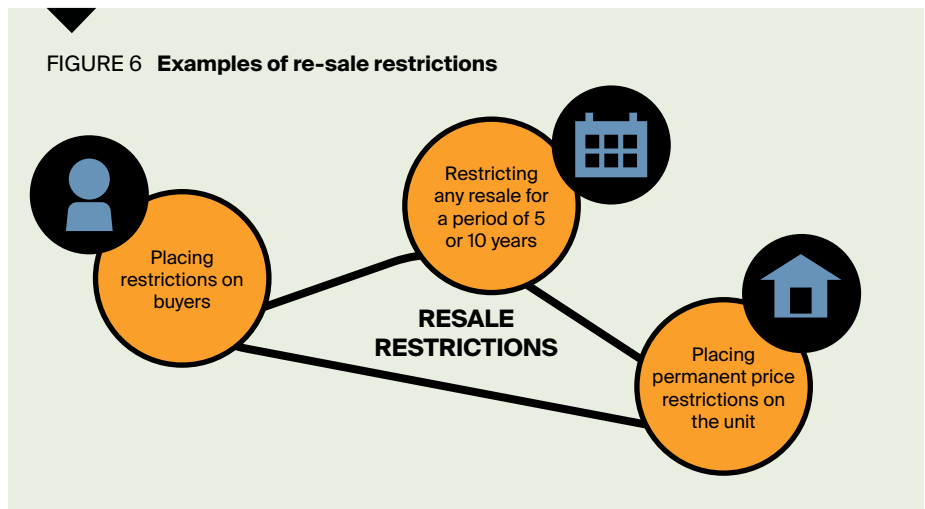 FIGURE 6 Examples of re-sale restrictions
Placing
restrictions on
buyers
Restricting
any resale for
a period of 5
or 10 years
RESALE
RESTRICTIONS
Placing
permanent price
restrictions on
the unit